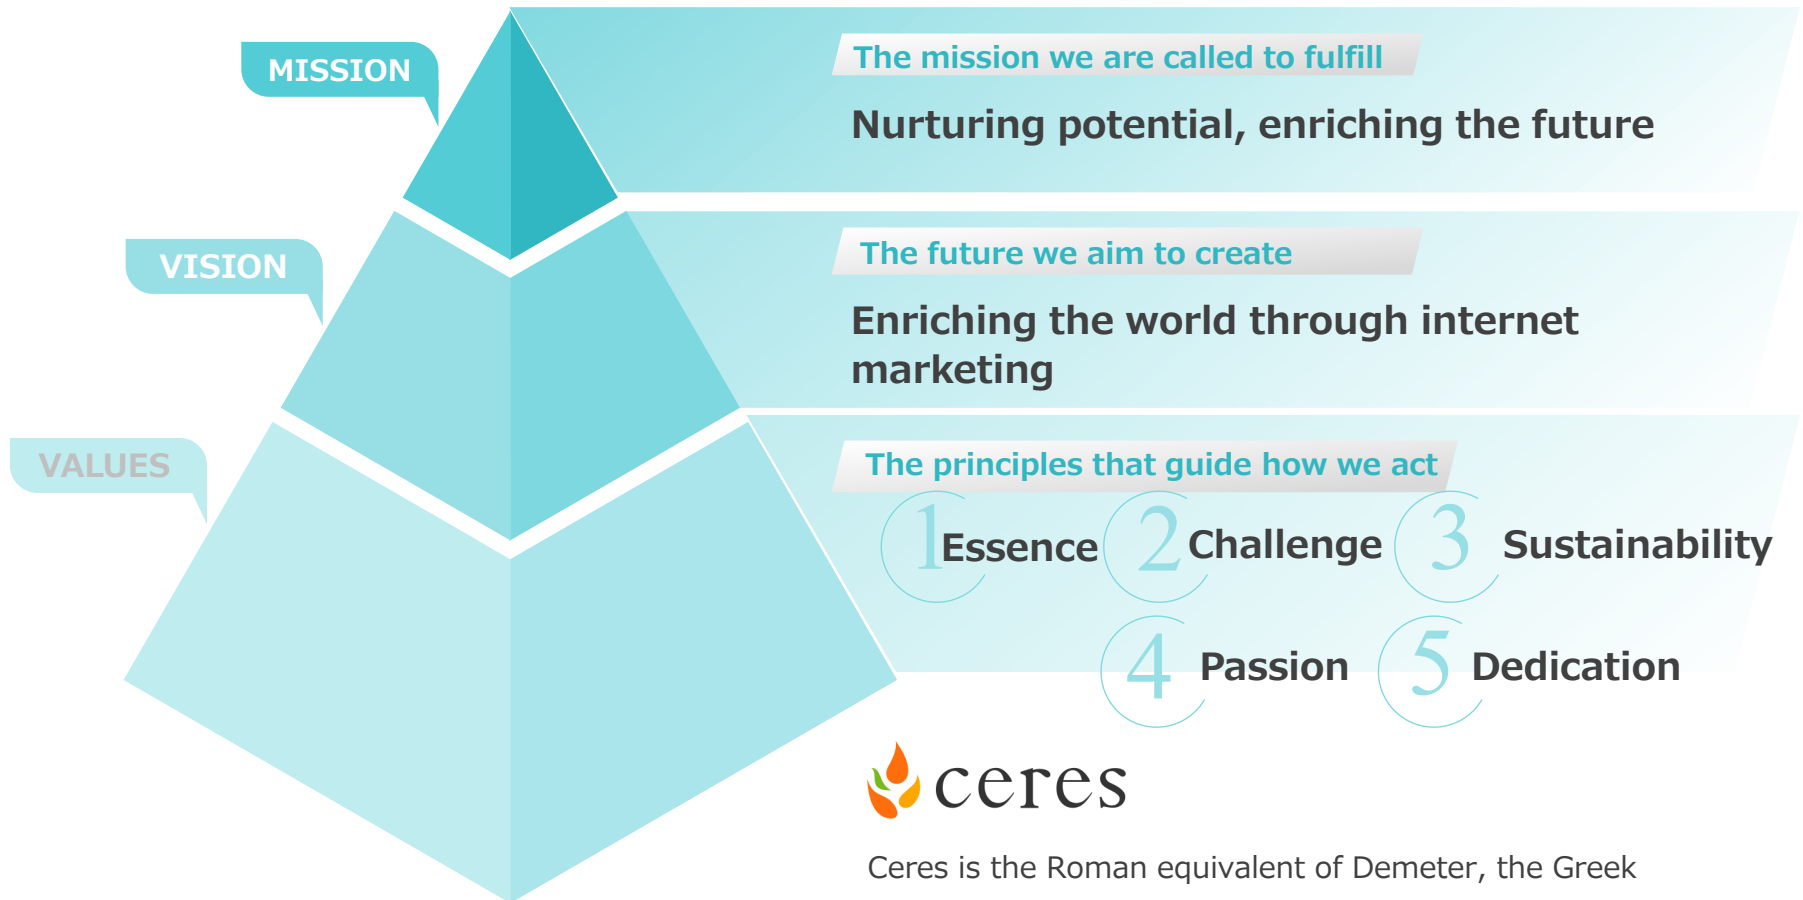 MISSION
The mission we are called to fulfill
Nurturing potential, enriching the future
VISION
The future we aim to create
Enriching the world through internet
marketing
VALUES
The principles that guide how we act
1 Essence 2 Challenge 3 Sustainability
4 Passion 5 Dedication
ceres
Ceres is the Roman equivalent of Demeter, the Greek